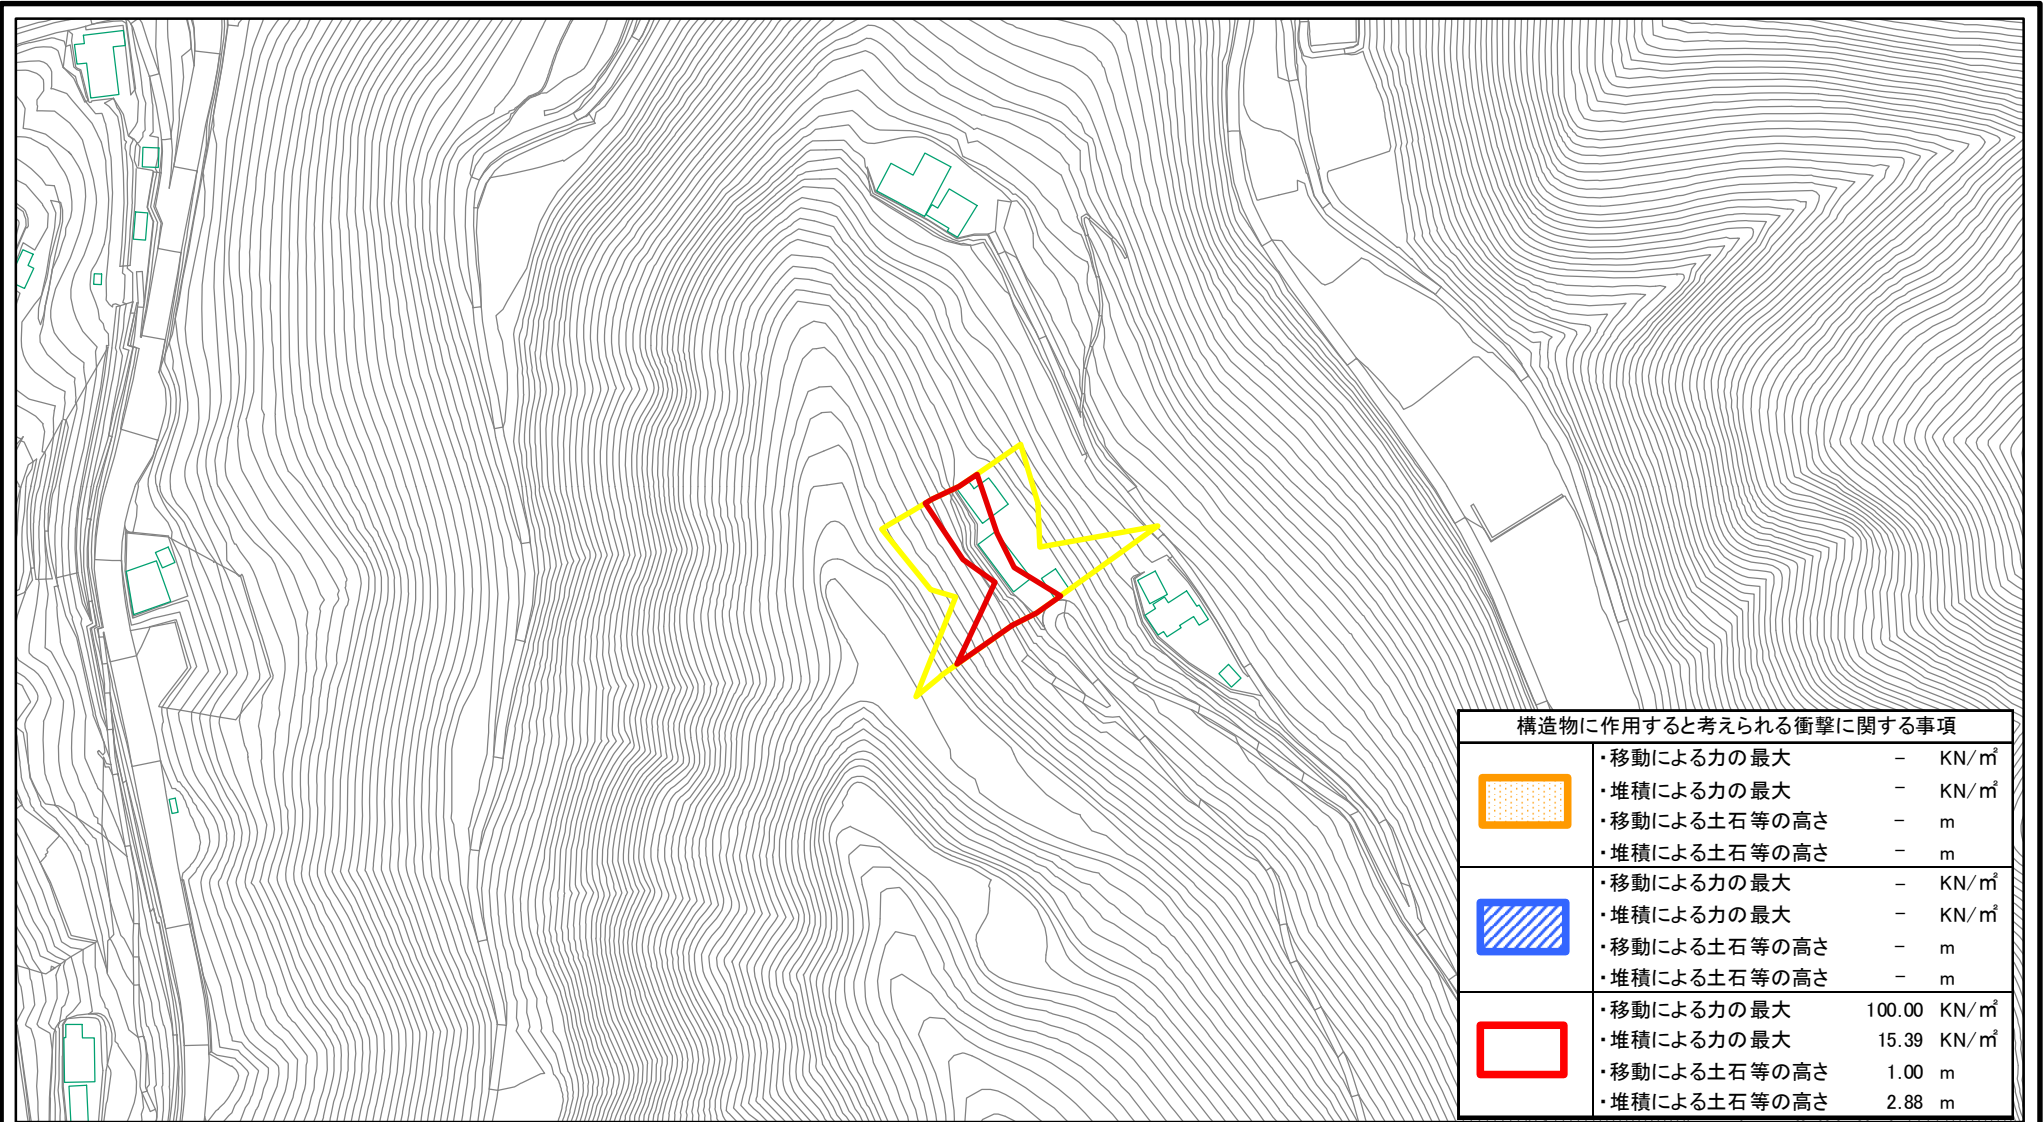 構造物に作用すると考えられる衝撃に関する事項
・移動による力の最大 － KN/㎡
・堆積による力の最大 － KN/㎡
・移動による土石等の高さ － m
・堆積による土石等の高さ － m
・移動による力の最大 － KN/㎡
・堆積による力の最大 － KN/㎡
・移動による土石等の高さ － m
・堆積による土石等の高さ － m
・移動による力の最大 100.00 KN/㎡
・堆積による力の最大 15.39 KN/㎡
・移動による土石等の高さ 1.00 m
・堆積による土石等の高さ 2.88 m